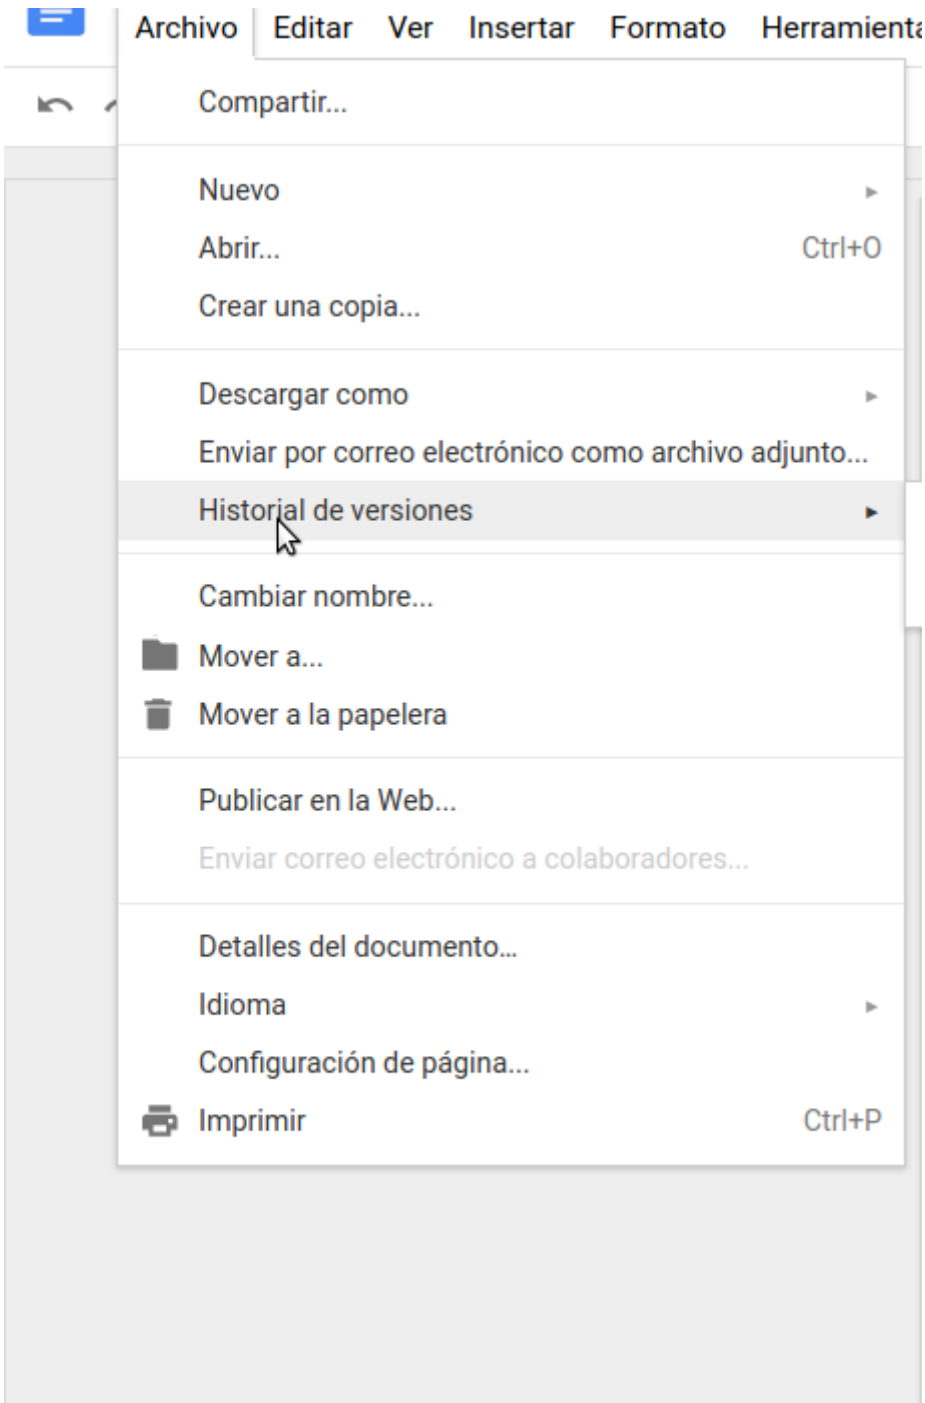 Archivo Editar Ver Insertar Formato Herramienta
Compartir...
Nuevo
Abrir... Ctrl+O
Crear una copia...
Descargar como
Enviar por correo electrónico como archivo adjunto...
Historial de versiones
Cambiar nombre...
Mover a...
Mover a la papelera
Publicar en la Web...
Enviar correo electrónico a colaboradores...
Detalles del documento...
Idioma
Configuración de página...
Imprimir Ctrl+P